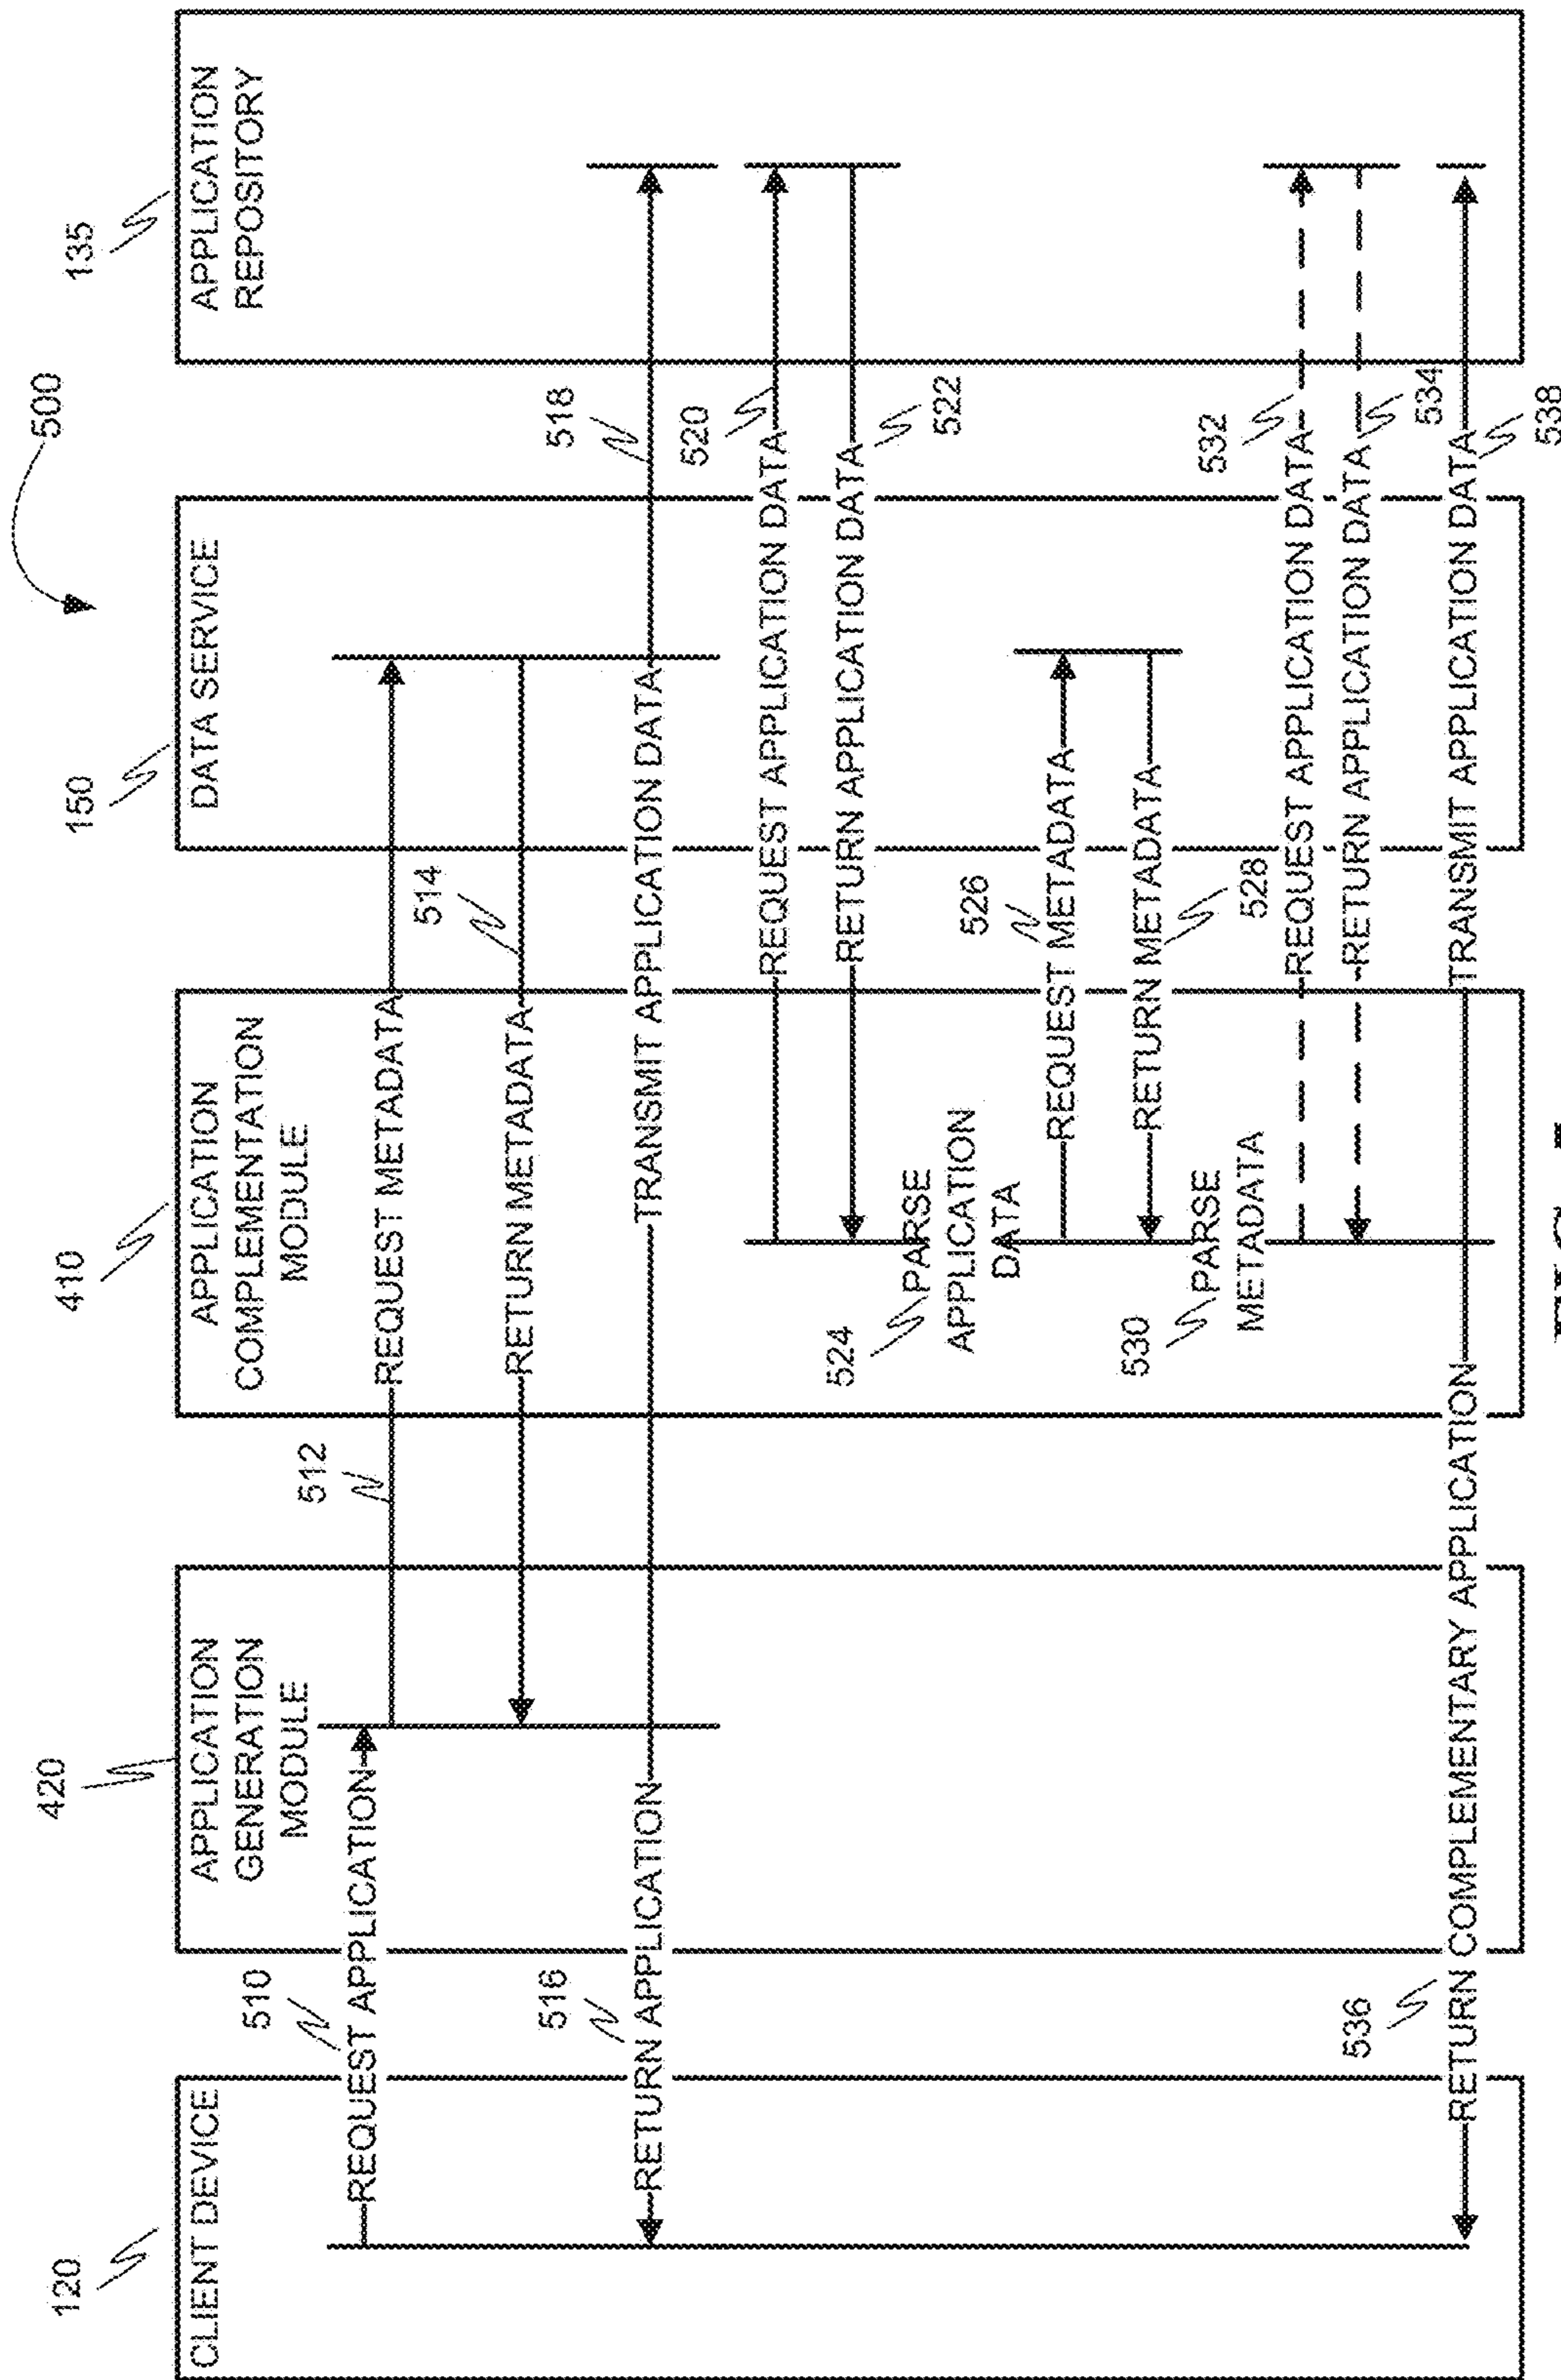 500
120
420
410
150
135
CLIENT DEVICE
APPLICATION
GENERATION
MODULE
APPLICATION
COMPLEMENTATION
MODULE
DATA SERVICE
APPLICATION
REPOSITORY
510
REQUEST APPLICATION
512
REQUEST METADATA
514
RETURN METADATA
516
RETURN APPLICATION
TRANSMIT APPLICATION DATA
518
REQUEST APPLICATION DATA
520
RETURN APPLICATION DATA
522
524
PARSE
APPLICATION
DATA
526
REQUEST METADATA
RETURN METADATA
528
530
PARSE
METADATA
REQUEST APPLICATION DATA
532
RETURN APPLICATION DATA
534
536
RETURN COMPLEMENTARY APPLICATION
TRANSMIT APPLICATION DATA
538